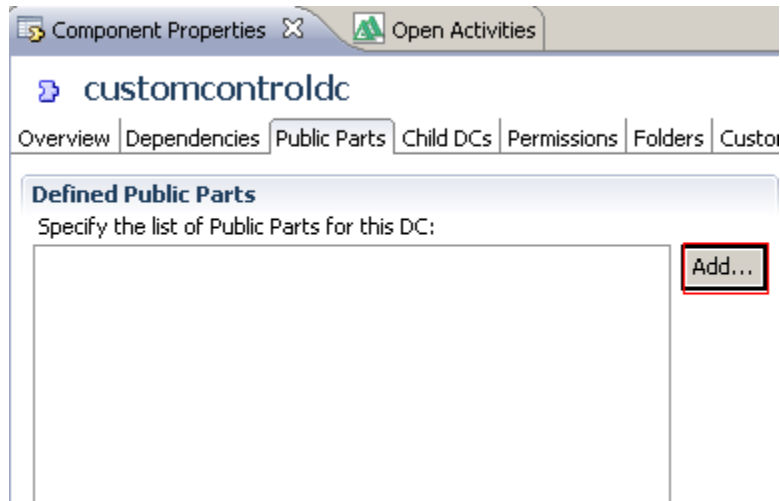 Component Properties Open Activities
customcontroldc
Overview Dependencies Public Parts Child DCs Permissions Folders Custo
Defined Public Parts
Specify the list of Public Parts for this DC:
Add...